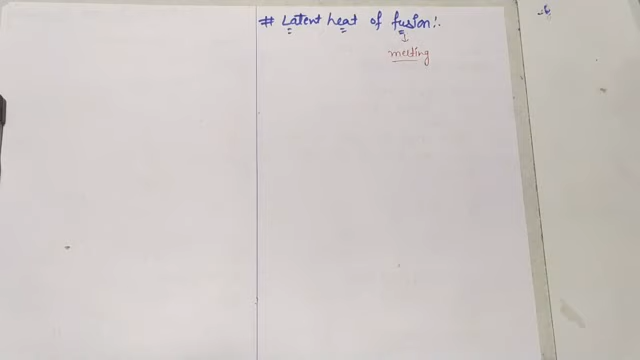 # Latent heat of fusion:-
↓
melting